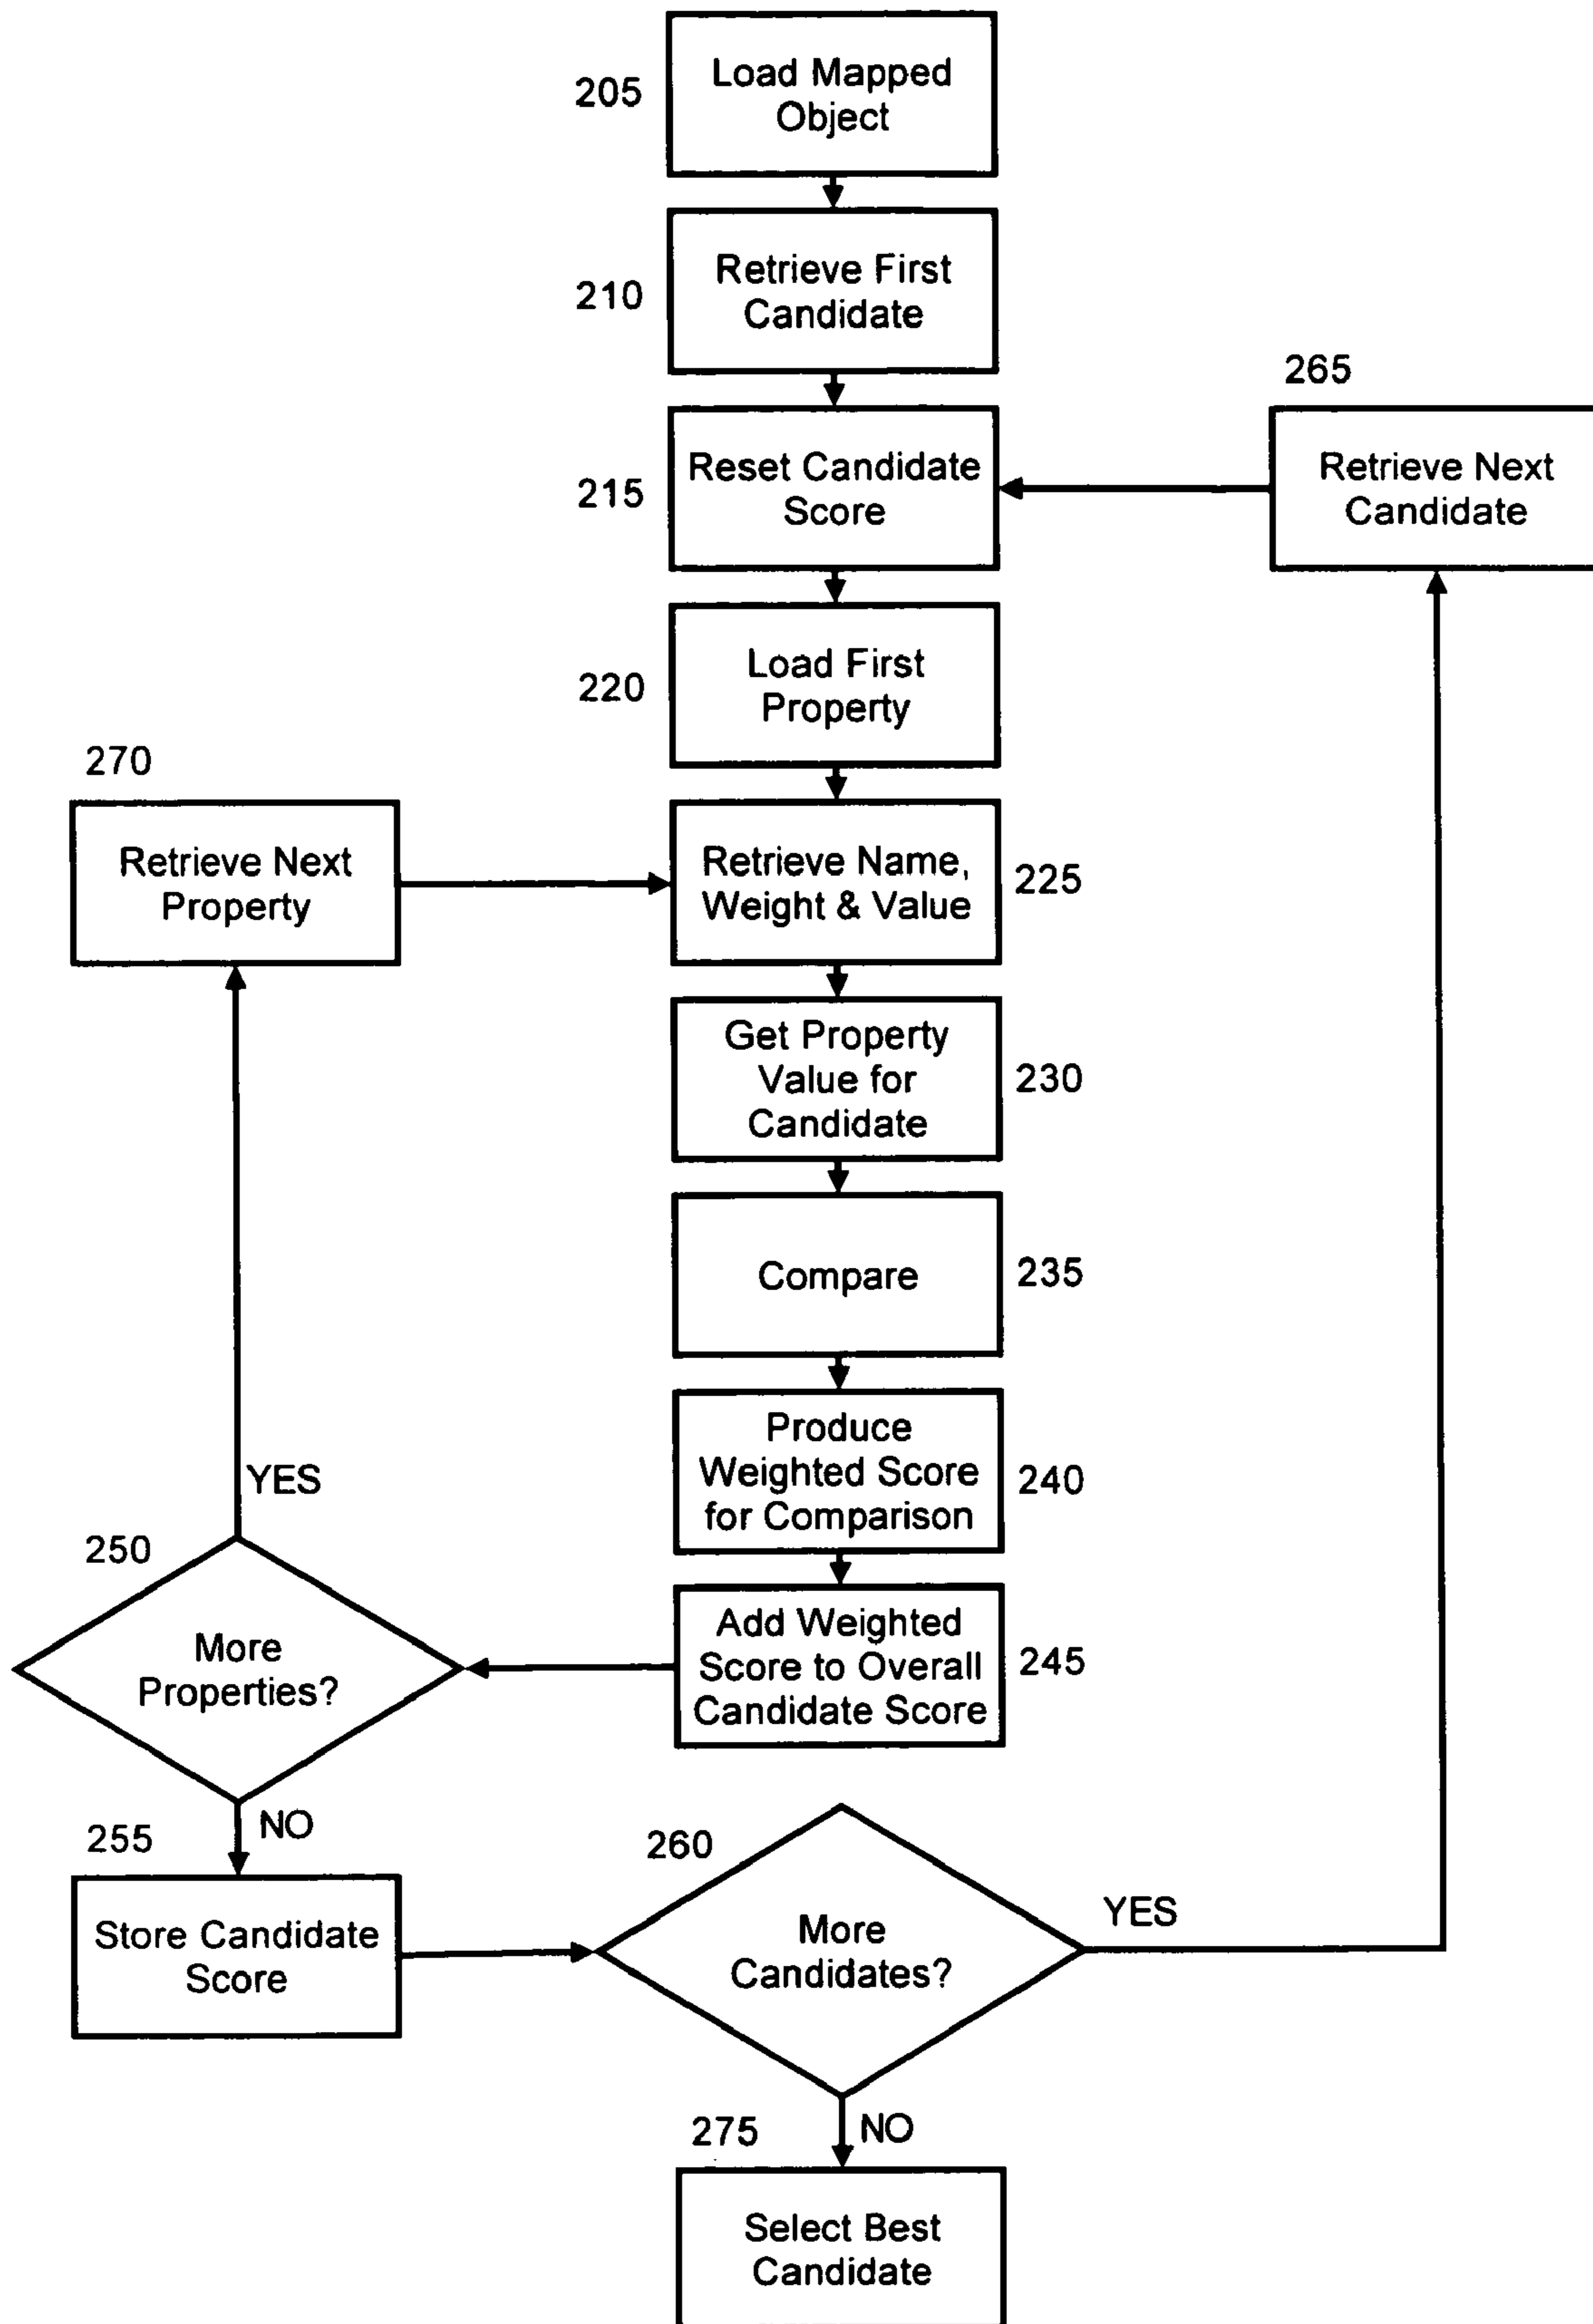 205
Load Mapped
Object
210
Retrieve First
Candidate
265
215
Reset Candidate
Score
Retrieve Next
Candidate
220
Load First
Property
270
Retrieve Next
Property
Retrieve Name,
Weight & Value
225
Get Property
Value for
Candidate
230
Compare
235
Produce
Weighted Score
for Comparison
240
YES
250
More
Properties?
Add Weighted
Score to Overall
Candidate Score
245
NO
255
Store Candidate
Score
260
More
Candidates?
YES
NO
275
Select Best
Candidate